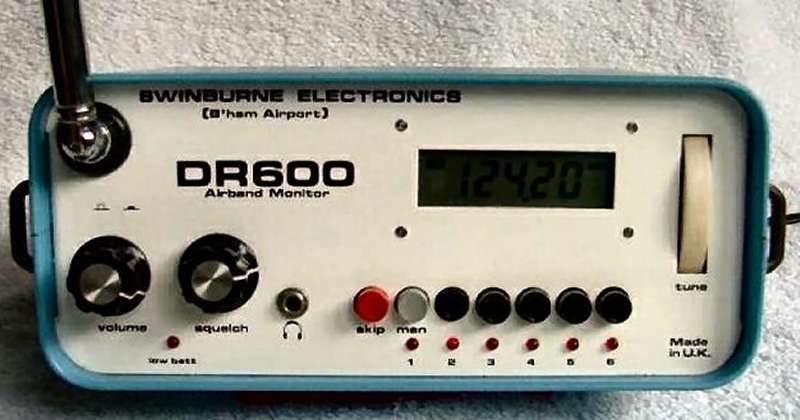 SWINBURNE ELECTRONICS
(B'ham Airport)
DR600
Airband Monitor
124.20
tune
volume
squelch
skip
man
low batt
1 2 3 4 5 6
Made
in U.K.